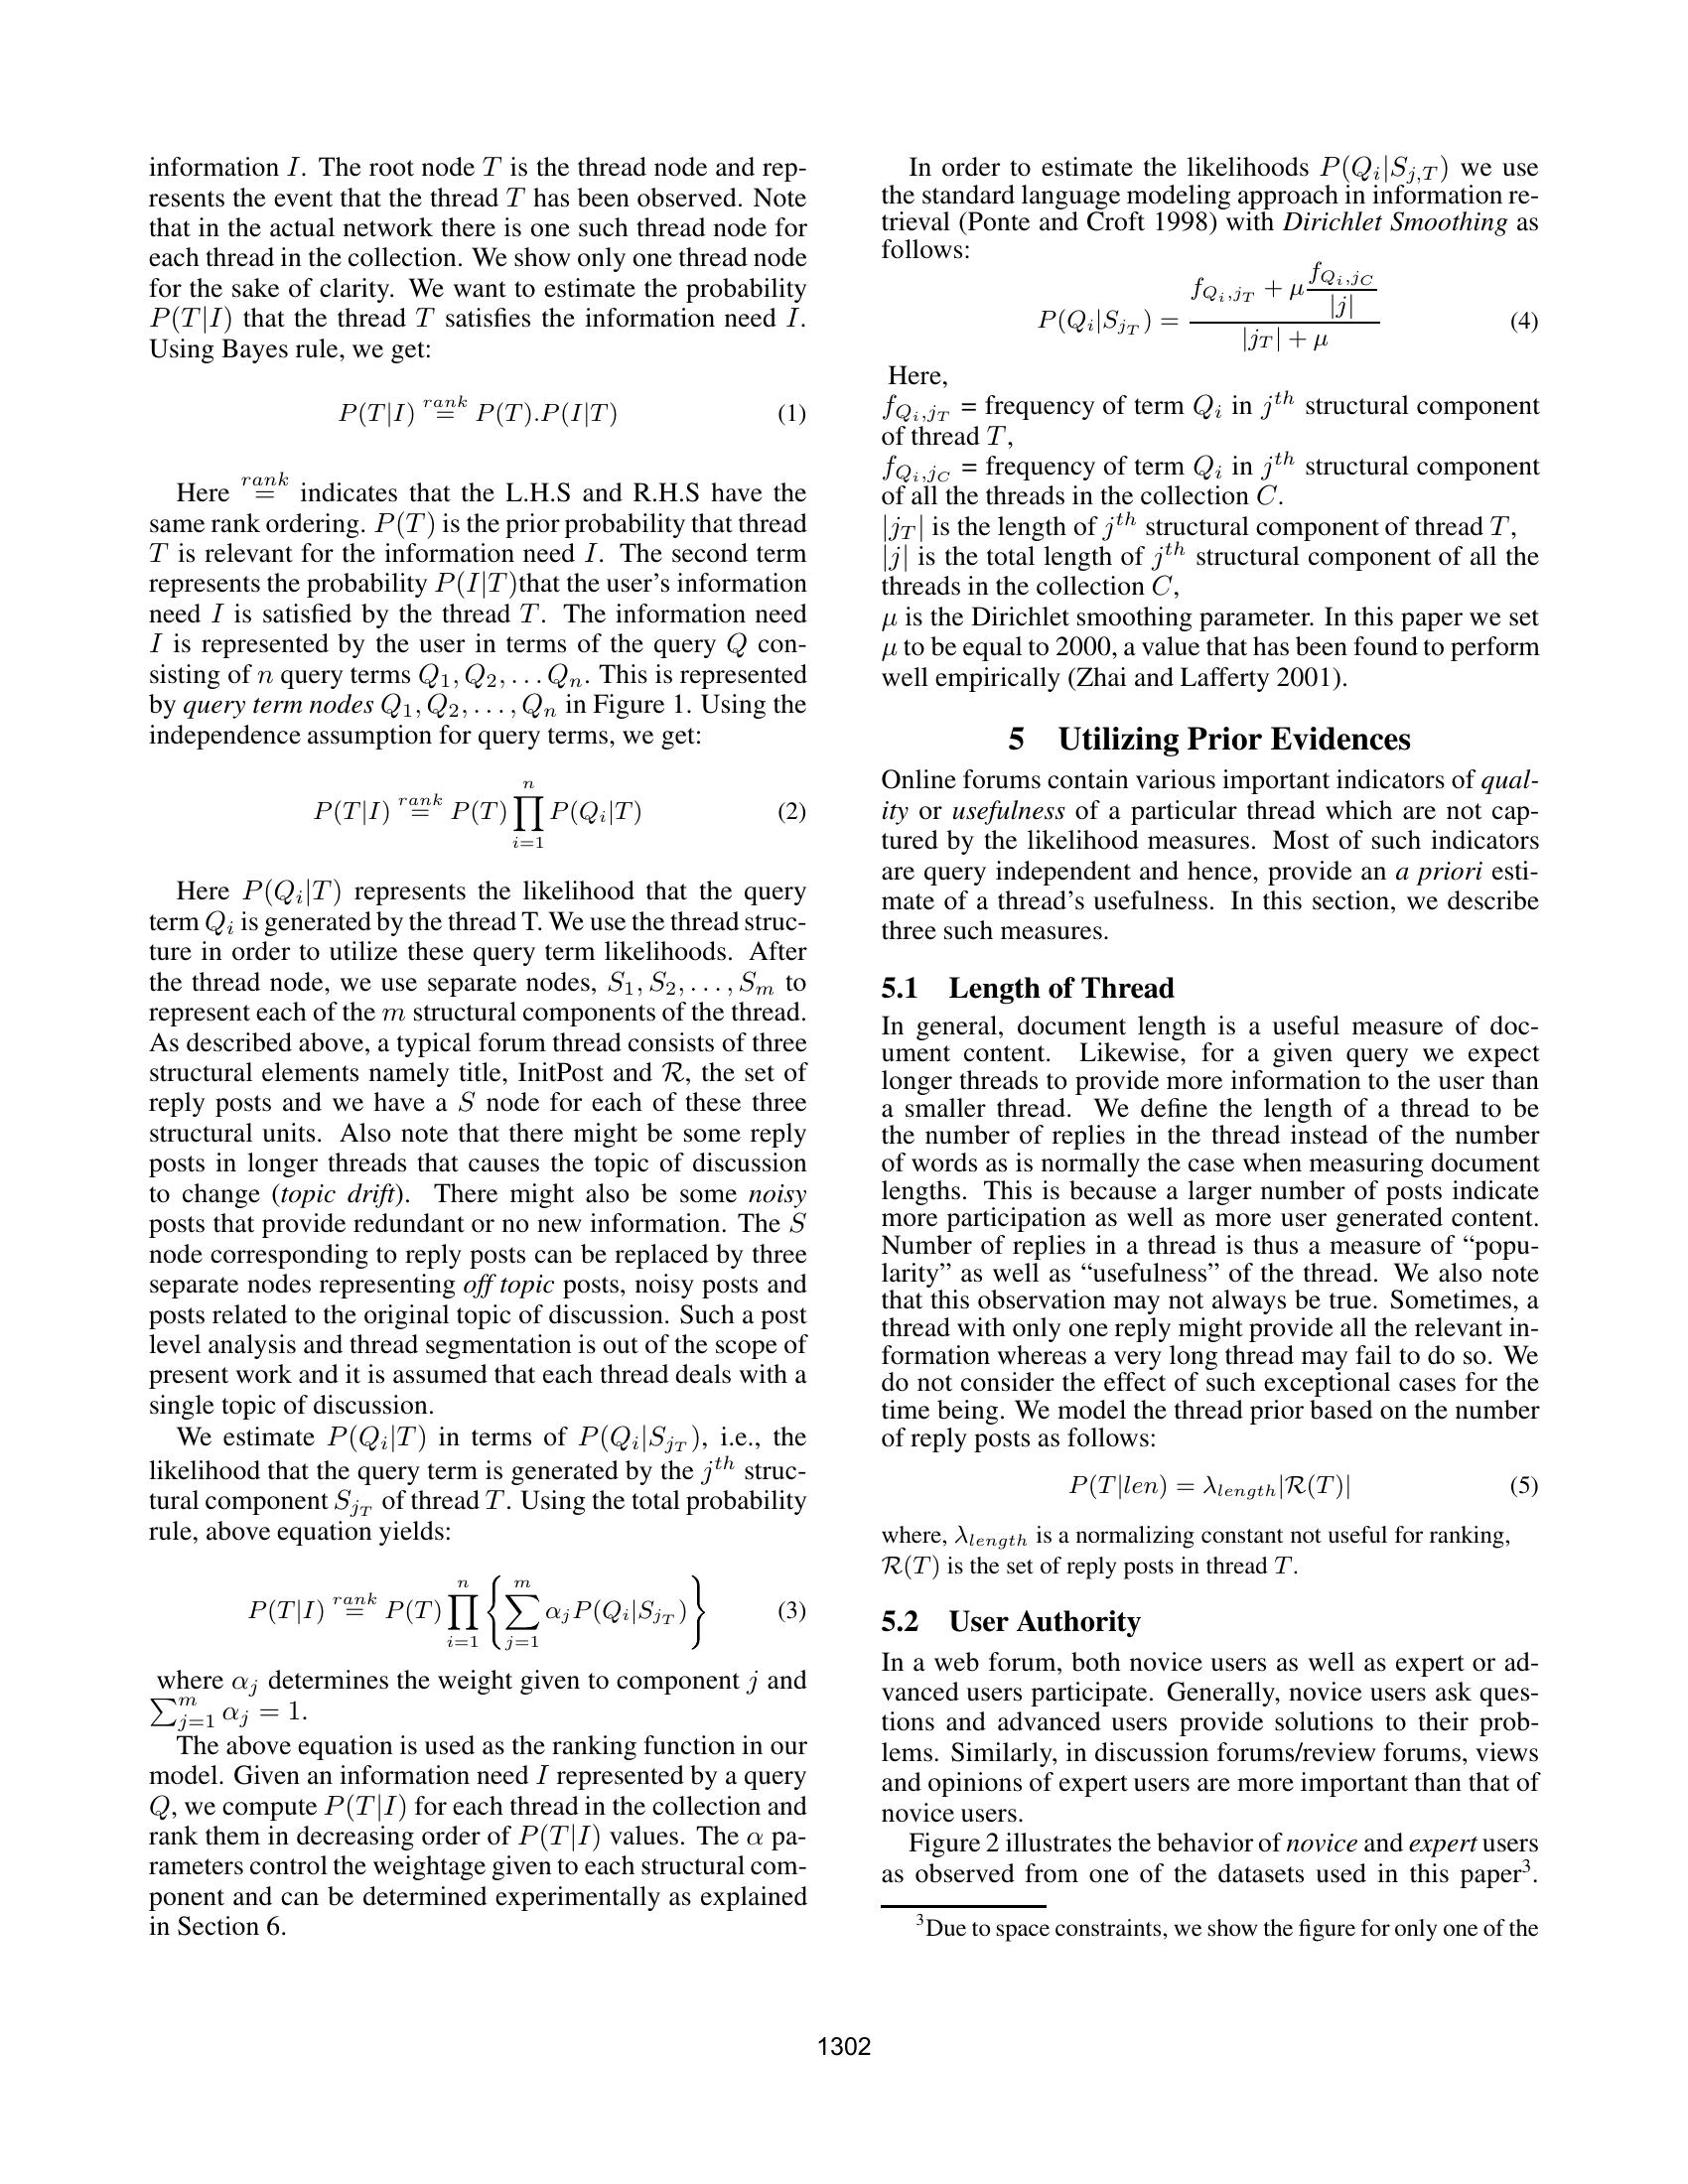 information I. The root node T is the thread node and rep-
resents the event that the thread T has been observed. Note
that in the actual network there is one such thread node for
each thread in the collection. We show only one thread node
for the sake of clarity. We want to estimate the probability
P(T|I) that the thread T satisfies the information need I.
Using Bayes rule, we get:
P(T|I) \stackrel{rank}{=} P(T).P(I|T) (1)
Here \stackrel{rank}{=} indicates that the L.H.S and R.H.S have the
same rank ordering. P(T) is the prior probability that thread
T is relevant for the information need I. The second term
represents the probability P(I|T)that the user's information
need I is satisfied by the thread T. The information need
I is represented by the user in terms of the query Q con-
sisting of n query terms Q_1, Q_2, ... Q_n. This is represented
by query term nodes Q_1, Q_2, ..., Q_n in Figure 1. Using the
independence assumption for query terms, we get:
P(T|I) \stackrel{rank}{=} P(T) \prod_{i=1}^{n} P(Q_i|T) (2)
Here P(Q_i|T) represents the likelihood that the query
term Q_i is generated by the thread T. We use the thread struc-
ture in order to utilize these query term likelihoods. After
the thread node, we use separate nodes, S_1, S_2, ..., S_m to
represent each of the m structural components of the thread.
As described above, a typical forum thread consists of three
structural elements namely title, InitPost and \mathcal{R}, the set of
reply posts and we have a S node for each of these three
structural units. Also note that there might be some reply
posts in longer threads that causes the topic of discussion
to change (topic drift). There might also be some noisy
posts that provide redundant or no new information. The S
node corresponding to reply posts can be replaced by three
separate nodes representing off topic posts, noisy posts and
posts related to the original topic of discussion. Such a post
level analysis and thread segmentation is out of the scope of
present work and it is assumed that each thread deals with a
single topic of discussion.
We estimate P(Q_i|T) in terms of P(Q_i|S_{j_T}), i.e., the
likelihood that the query term is generated by the j^{th} struc-
tural component S_{j_T} of thread T. Using the total probability
rule, above equation yields:
P(T|I) \stackrel{rank}{=} P(T) \prod_{i=1}^{n} \left\{ \sum_{j=1}^{m} \alpha_j P(Q_i|S_{j_T}) \right\} (3)
where α_j determines the weight given to component j and
\sum_{j=1}^{m} α_j = 1.
The above equation is used as the ranking function in our
model. Given an information need I represented by a query
Q, we compute P(T|I) for each thread in the collection and
rank them in decreasing order of P(T|I) values. The α pa-
rameters control the weightage given to each structural com-
ponent and can be determined experimentally as explained
in Section 6.
In order to estimate the likelihoods P(Q_i|S_{j,T}) we use
the standard language modeling approach in information re-
trieval (Ponte and Croft 1998) with Dirichlet Smoothing as
follows:
P(Q_i|S_{j_T}) = \frac{f_{Q_i,j_T} + \mu \frac{f_{Q_i,j_C}}{|j|}}{|j_T| + \mu} (4)
Here,
f_{Q_i,j_T} = frequency of term Q_i in j^{th} structural component
of thread T,
f_{Q_i,j_C} = frequency of term Q_i in j^{th} structural component
of all the threads in the collection C.
|j_T| is the length of j^{th} structural component of thread T,
|j| is the total length of j^{th} structural component of all the
threads in the collection C,
μ is the Dirichlet smoothing parameter. In this paper we set
μ to be equal to 2000, a value that has been found to perform
well empirically (Zhai and Lafferty 2001).
5 Utilizing Prior Evidences
Online forums contain various important indicators of qual-
ity or usefulness of a particular thread which are not cap-
tured by the likelihood measures. Most of such indicators
are query independent and hence, provide an a priori esti-
mate of a thread's usefulness. In this section, we describe
three such measures.
5.1 Length of Thread
In general, document length is a useful measure of doc-
ument content. Likewise, for a given query we expect
longer threads to provide more information to the user than
a smaller thread. We define the length of a thread to be
the number of replies in the thread instead of the number
of words as is normally the case when measuring document
lengths. This is because a larger number of posts indicate
more participation as well as more user generated content.
Number of replies in a thread is thus a measure of "popu-
larity" as well as "usefulness" of the thread. We also note
that this observation may not always be true. Sometimes, a
thread with only one reply might provide all the relevant in-
formation whereas a very long thread may fail to do so. We
do not consider the effect of such exceptional cases for the
time being. We model the thread prior based on the number
of reply posts as follows:
P(T|len) = λ_{length}|\mathcal{R}(T)| (5)
where, λ_{length} is a normalizing constant not useful for ranking,
\mathcal{R}(T) is the set of reply posts in thread T.
5.2 User Authority
In a web forum, both novice users as well as expert or ad-
vanced users participate. Generally, novice users ask ques-
tions and advanced users provide solutions to their prob-
lems. Similarly, in discussion forums/review forums, views
and opinions of expert users are more important than that of
novice users.
Figure 2 illustrates the behavior of novice and expert users
as observed from one of the datasets used in this paper^3.
^3Due to space constraints, we show the figure for only one of the
1302